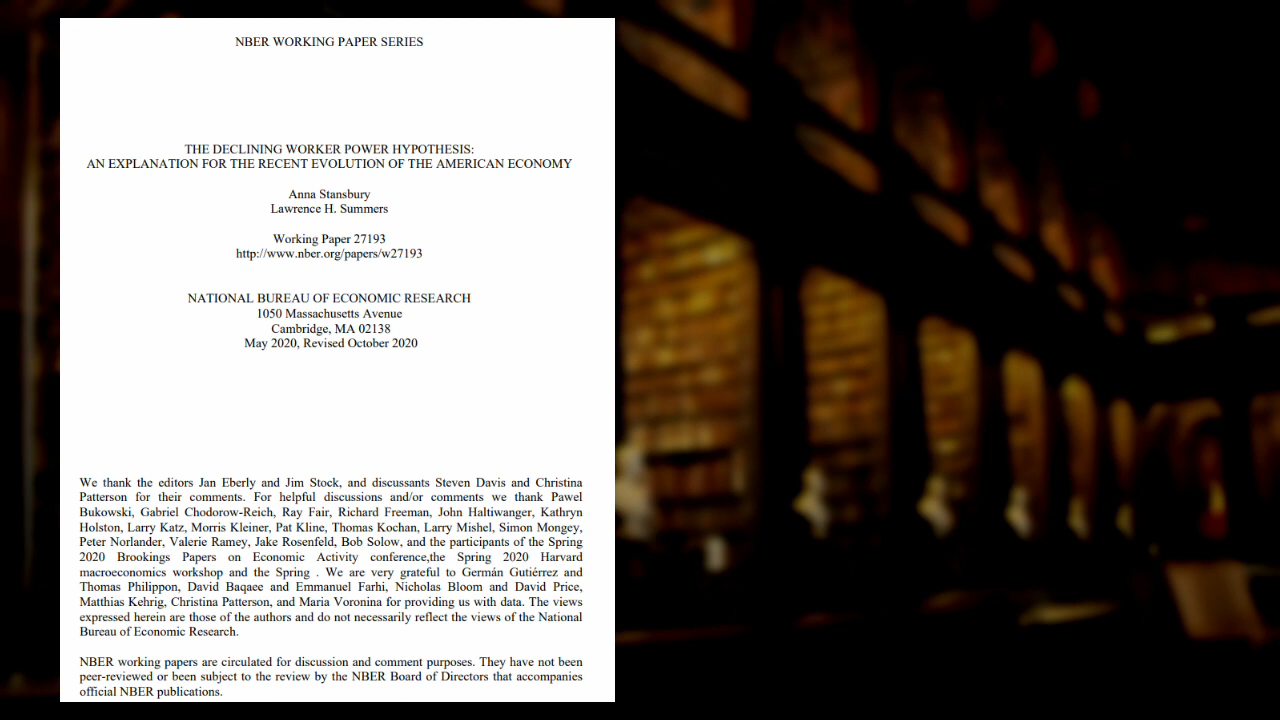 NBER WORKING PAPER SERIES
THE DECLINING WORKER POWER HYPOTHESIS:
AN EXPLANATION FOR THE RECENT EVOLUTION OF THE AMERICAN ECONOMY
Anna Stansbury
Lawrence H. Summers
Working Paper 27193
http://www.nber.org/papers/w27193
NATIONAL BUREAU OF ECONOMIC RESEARCH
1050 Massachusetts Avenue
Cambridge, MA 02138
May 2020, Revised October 2020
We thank the editors Jan Eberly and Jim Stock, and discussants Steven Davis and Christina
Patterson for their comments. For helpful discussions and/or comments we thank Pawel
Bukowski, Gabriel Chodorow-Reich, Ray Fair, Richard Freeman, John Haltiwanger, Kathryn
Holston, Larry Katz, Morris Kleiner, Pat Kline, Thomas Kochan, Larry Mishel, Simon Mongey,
Peter Norlander, Valerie Ramey, Jake Rosenfeld, Bob Solow, and the participants of the Spring
2020 Brookings Papers on Economic Activity conference,the Spring 2020 Harvard
macroeconomics workshop and the Spring . We are very grateful to Germán Gutiérrez and
Thomas Philippon, David Baqaee and Emmanuel Farhi, Nicholas Bloom and David Price,
Matthias Kehrig, Christina Patterson, and Maria Voronina for providing us with data. The views
expressed herein are those of the authors and do not necessarily reflect the views of the National
Bureau of Economic Research.
NBER working papers are circulated for discussion and comment purposes. They have not been
peer-reviewed or been subject to the review by the NBER Board of Directors that accompanies
official NBER publications.